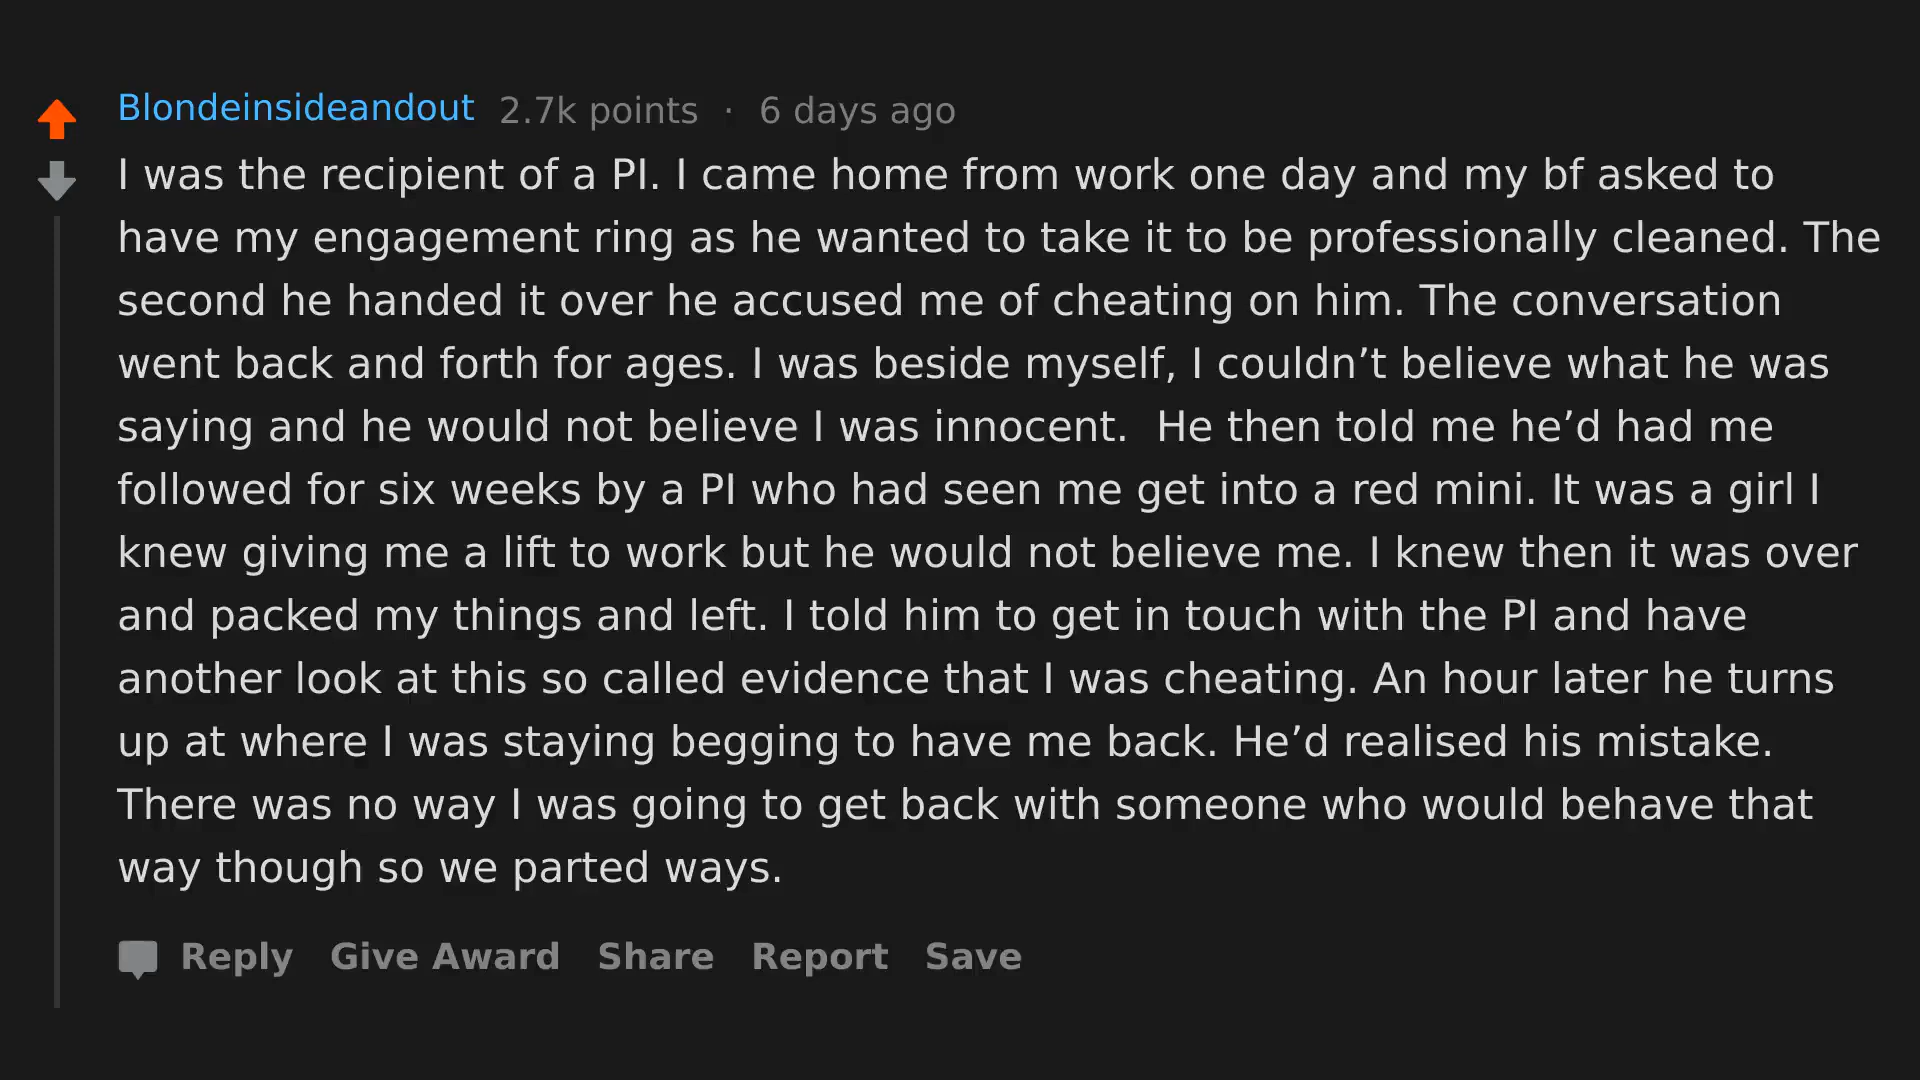 Blondeinsideandout 2.7k points · 6 days ago
I was the recipient of a PI. I came home from work one day and my bf asked to
have my engagement ring as he wanted to take it to be professionally cleaned. The
second he handed it over he accused me of cheating on him. The conversation
went back and forth for ages. I was beside myself, I couldn’t believe what he was
saying and he would not believe I was innocent.  He then told me he’d had me
followed for six weeks by a PI who had seen me get into a red mini. It was a girl I
knew giving me a lift to work but he would not believe me. I knew then it was over
and packed my things and left. I told him to get in touch with the PI and have
another look at this so called evidence that I was cheating. An hour later he turns
up at where I was staying begging to have me back. He’d realised his mistake.
There was no way I was going to get back with someone who would behave that
way though so we parted ways.
Reply Give Award Share Report Save